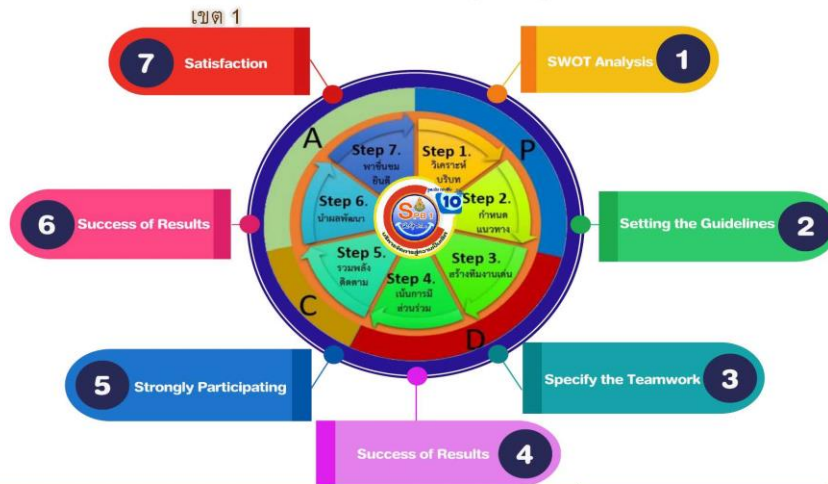 เขต 1
7 Satisfaction
SWOT Analysis 1
A
P
Step 7.
พาชื่นชม
ยินดี
Step 1.
วิเคราะห์
บริบท
Step 6.
นำผลพัฒนา
Step 2.
กำหนด
แนวทาง
6 Success of Results
Setting the Guidelines 2
10
Step 5.
รวมพลัง
ติดตาม
Step 4.
เน้นการมี
ส่วนร่วม
Step 3.
สร้างทีมงานเด่น
C
D
5 Strongly Participating
Specify the Teamwork 3
Success of Results 4